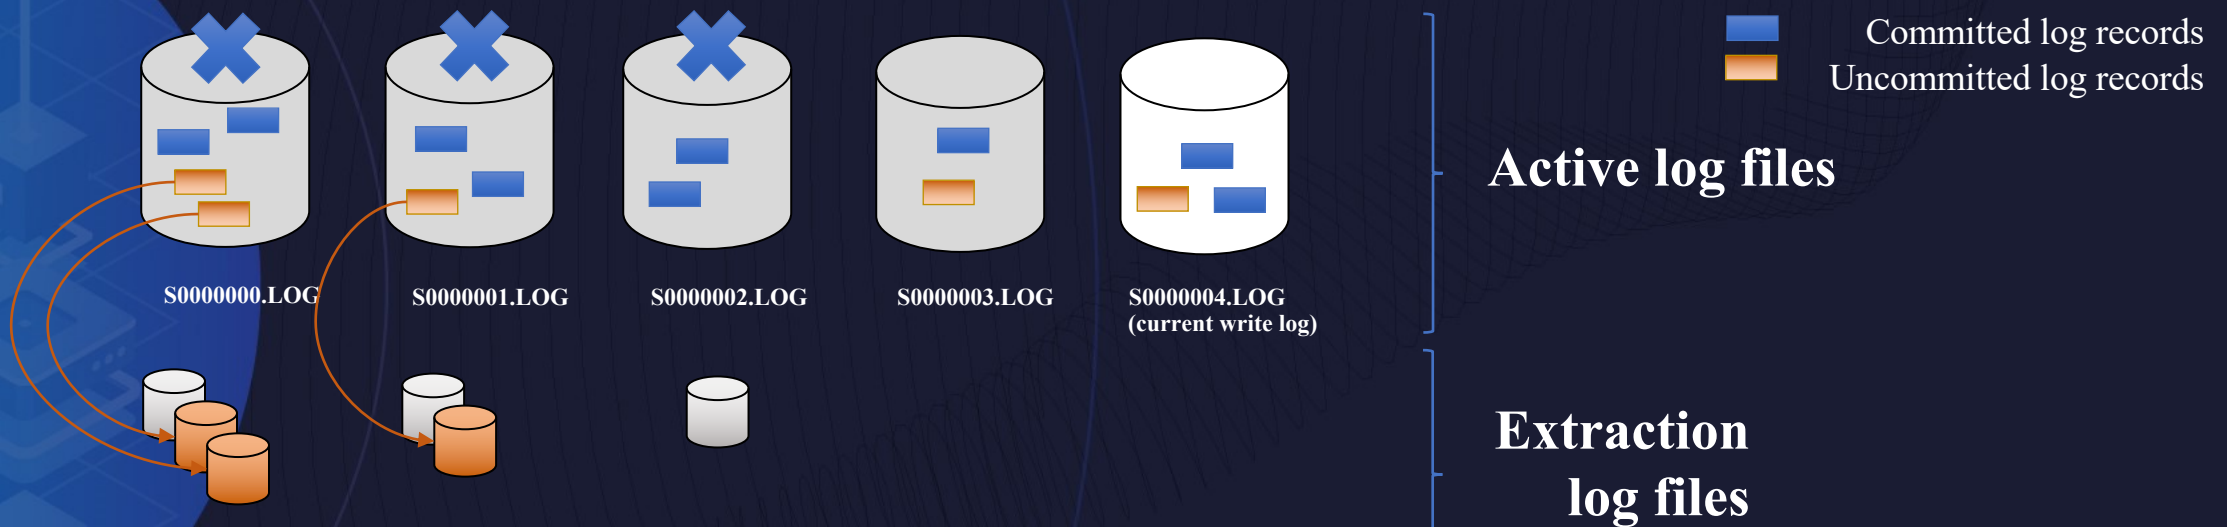 Committed log records
Uncommitted log records
Active log files
S0000000.LOG
S0000001.LOG
S0000002.LOG
S0000003.LOG
S0000004.LOG
(current write log)
Extraction
log files